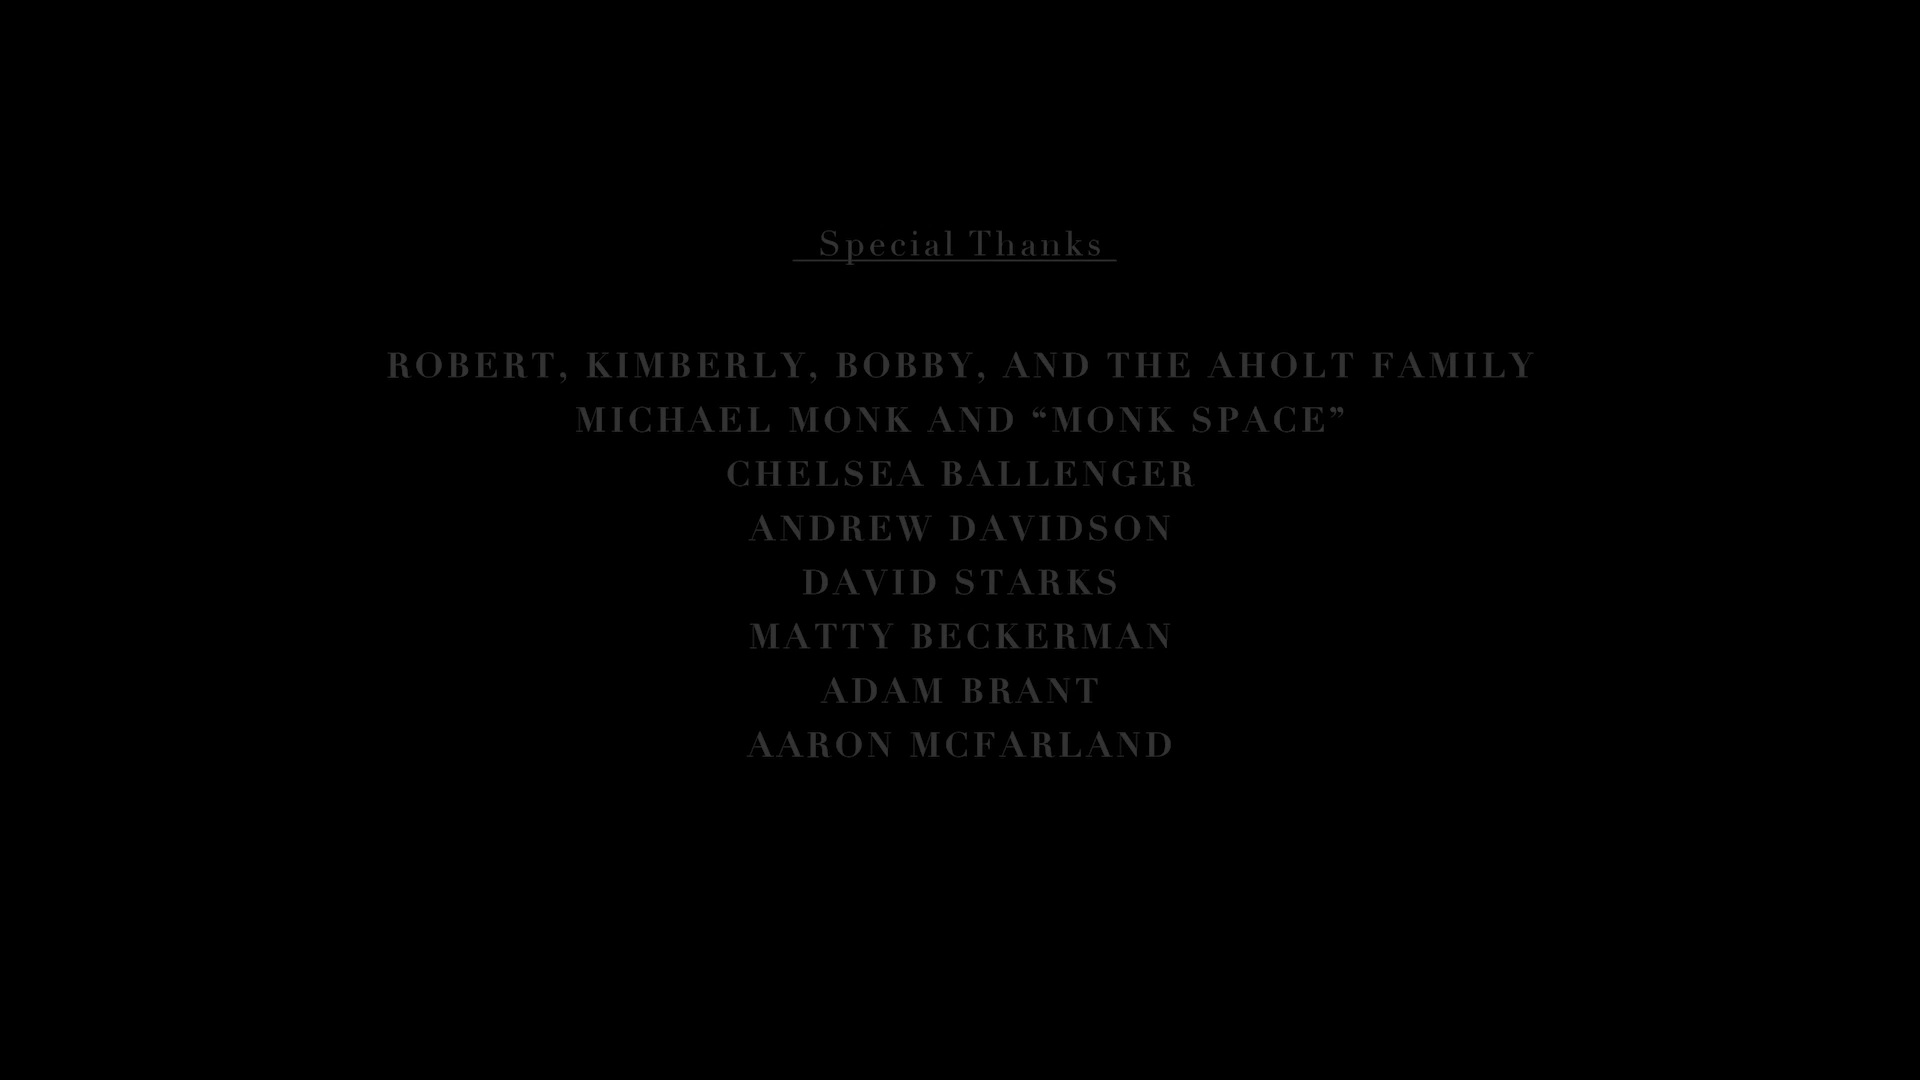 Special Thanks
ROBERT, KIMBERLY, BOBBY, AND THE AHOLT FAMILY
MICHAEL MONK AND “MONK SPACE”
CHELSEA BALLENGER
ANDREW DAVIDSON
DAVID STARKS
MATTY BECKERMAN
ADAM BRANT
AARON MCFARLAND